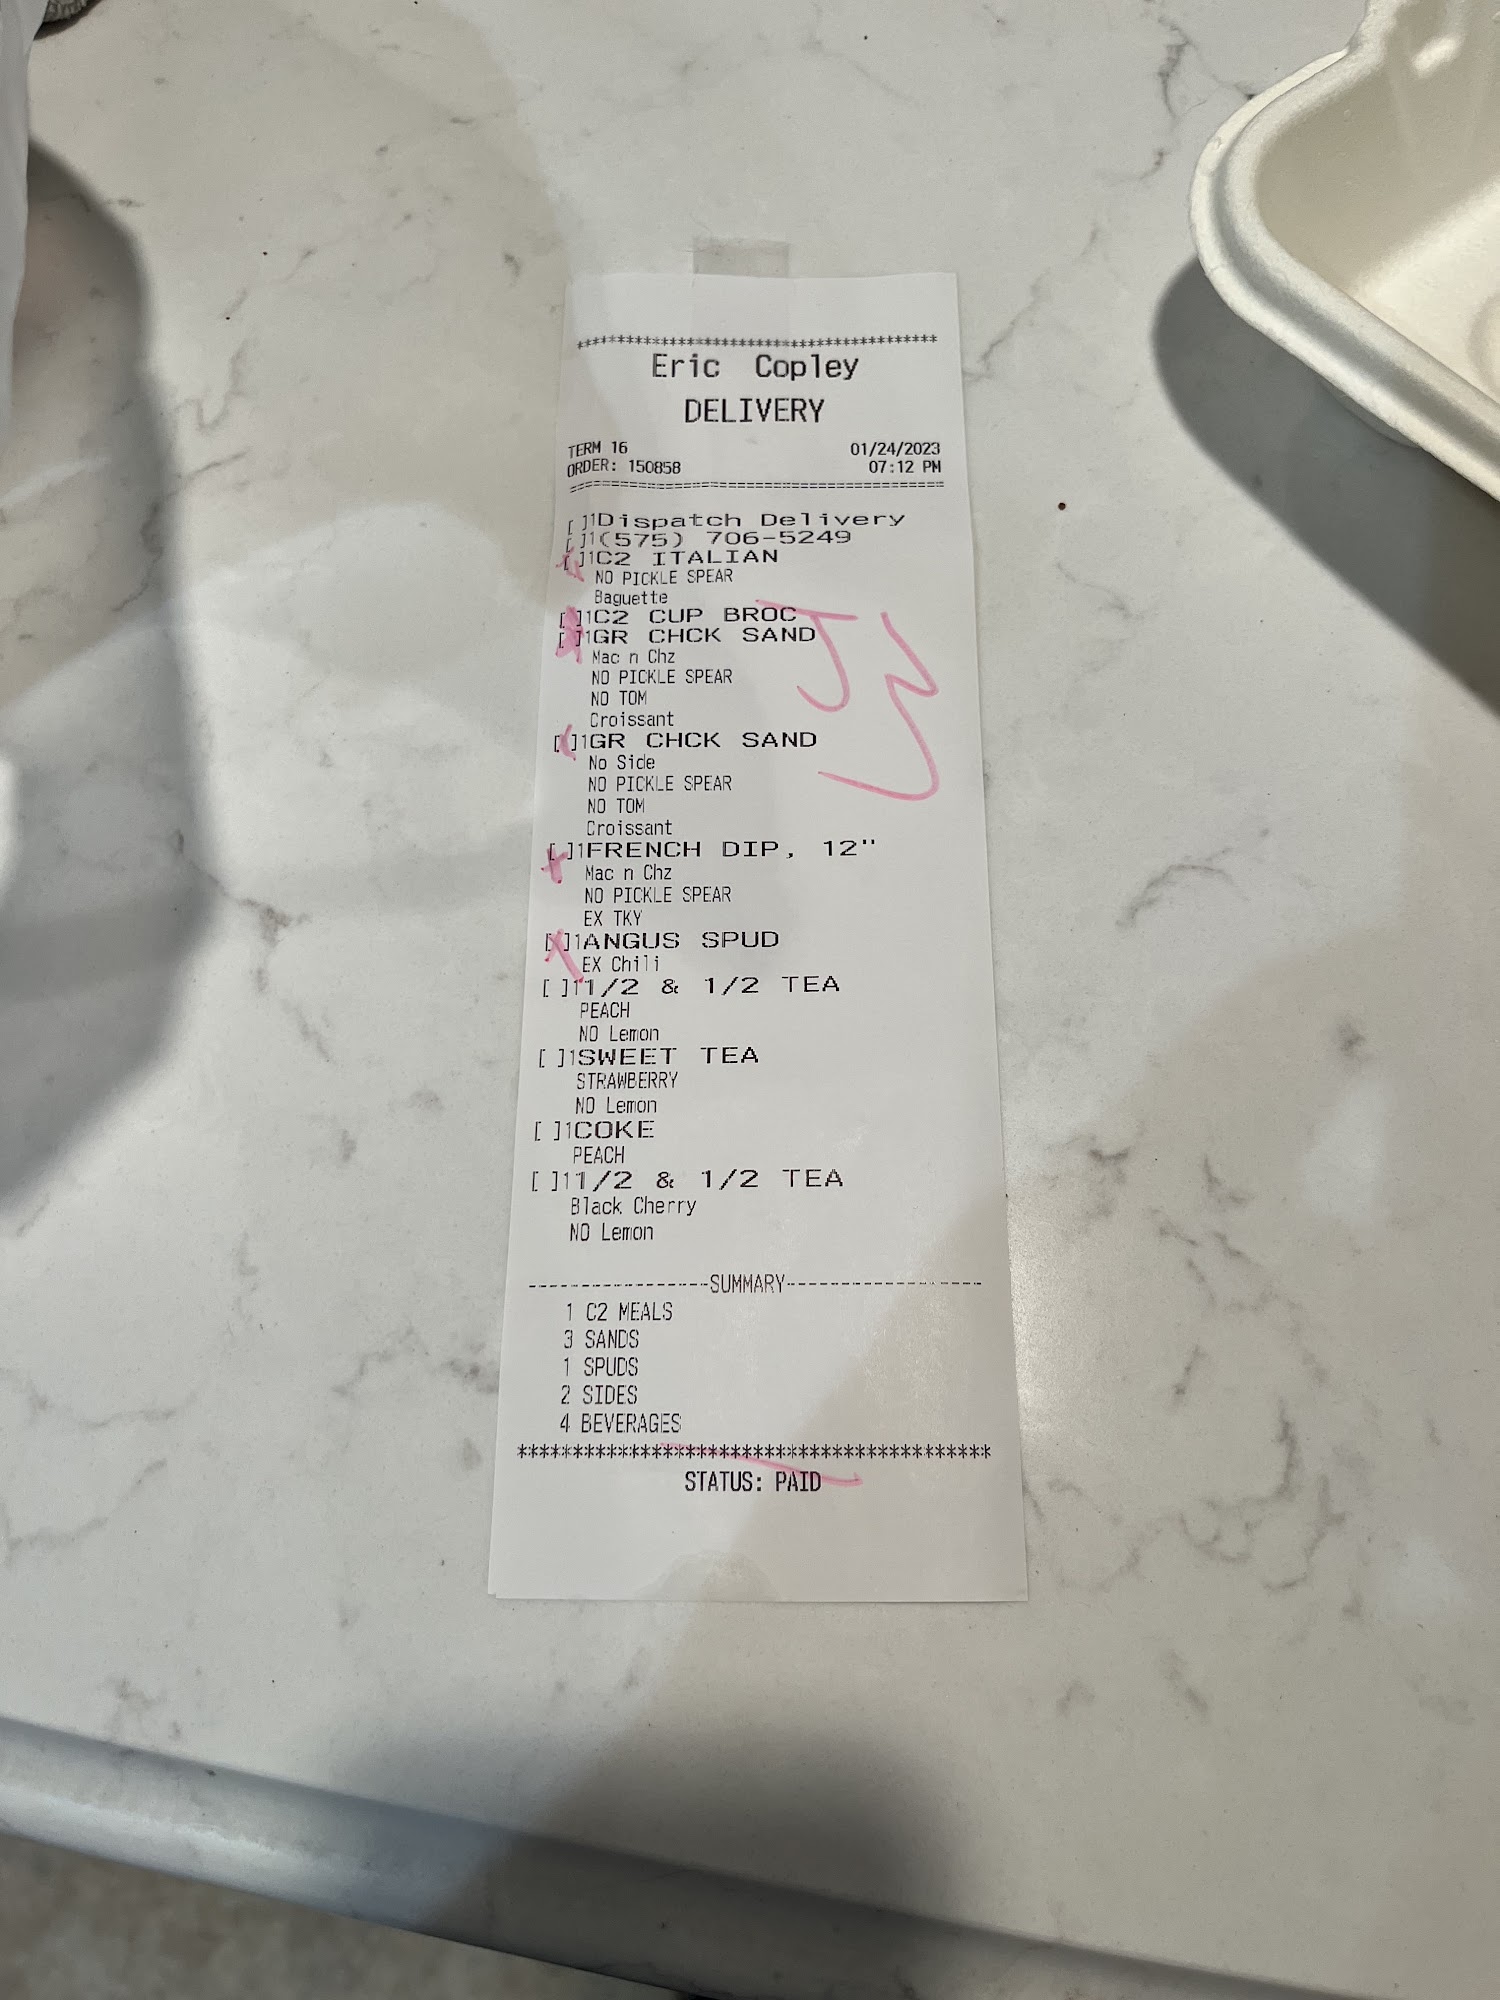 ****************************************
Eric Copley
DELIVERY
TERM 16 01/24/2023
ORDER: 150858 07:12 PM
==================================================
[ ]1Dispatch Delivery
[ ]1(575) 706-5249
[ ]1C2 ITALIAN
NO PICKLE SPEAR
Baguette
[ ]1C2 CUP BROC
[ ]1GR CHCK SAND
Mac n Chz
NO PICKLE SPEAR
NO TOM
Croissant
[ ]1GR CHCK SAND
No Side
NO PICKLE SPEAR
NO TOM
Croissant
[ ]1FRENCH DIP, 12"
Mac n Chz
NO PICKLE SPEAR
EX TKY
[ ]1ANGUS SPUD
EX Chili
[ ]11/2 & 1/2 TEA
PEACH
NO Lemon
[ ]1SWEET TEA
STRAWBERRY
NO Lemon
[ ]1COKE
PEACH
[ ]11/2 & 1/2 TEA
Black Cherry
NO Lemon
------------------SUMMARY--------------------
1 C2 MEALS
3 SANDS
1 SPUDS
2 SIDES
4 BEVERAGES
******************************************
STATUS: PAID